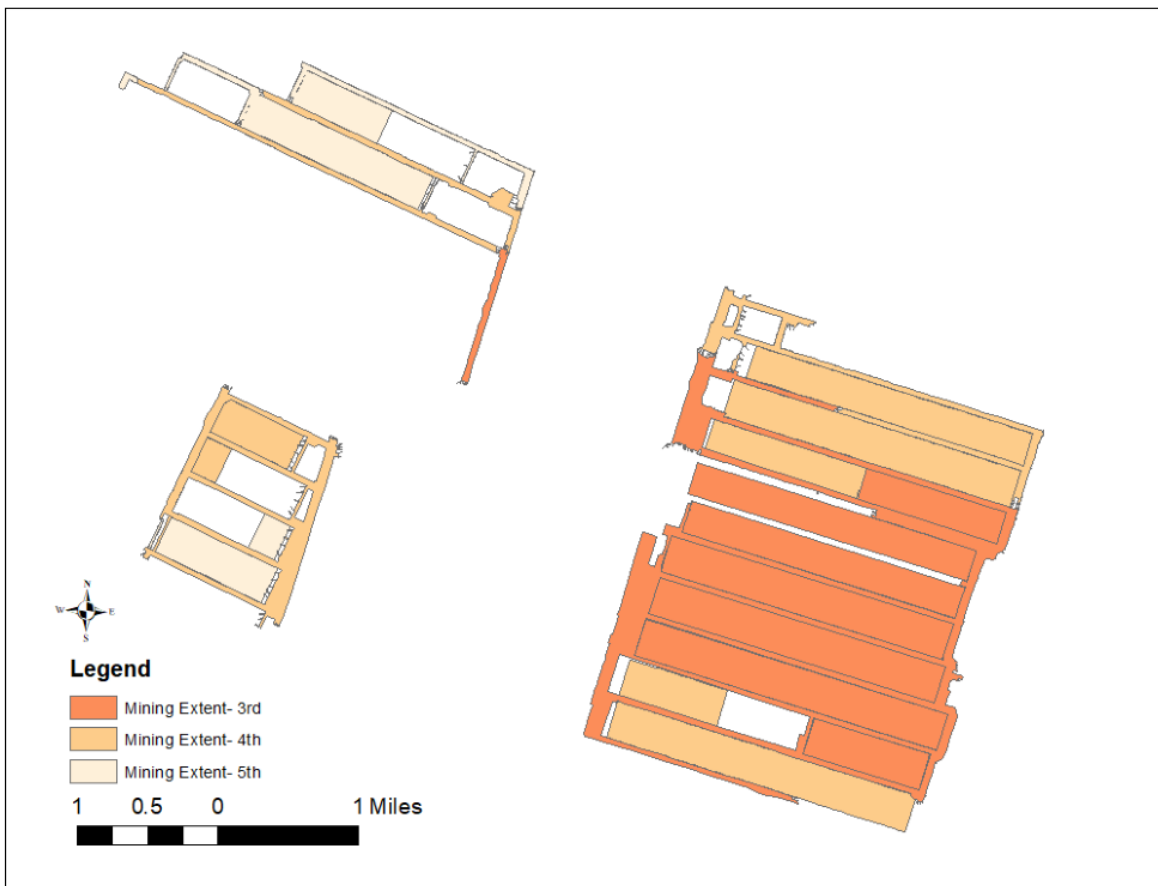 N
W E
S
Legend
Mining Extent- 3rd
Mining Extent- 4th
Mining Extent- 5th
1 0.5 0 1 Miles